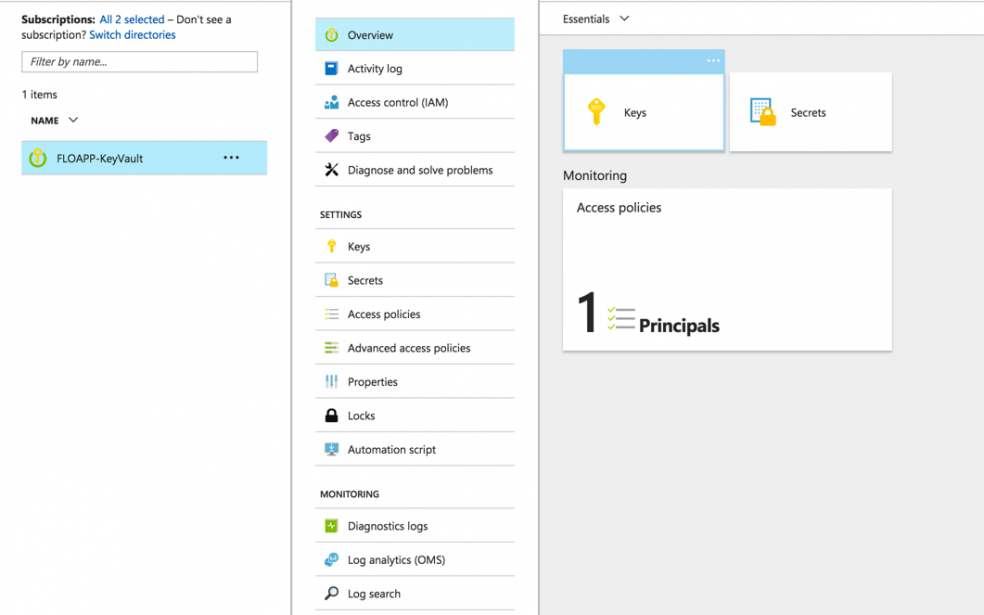 Subscriptions: All 2 selected – Don't see a
subscription? Switch directories
Filter by name...
1 items
NAME
FLOAPP-KeyVault
Overview
Activity log
Access control (IAM)
Tags
Diagnose and solve problems
SETTINGS
Keys
Secrets
Access policies
Advanced access policies
Properties
Locks
Automation script
MONITORING
Diagnostics logs
Log analytics (OMS)
Log search
Essentials
Keys
Secrets
Monitoring
Access policies
1 Principals